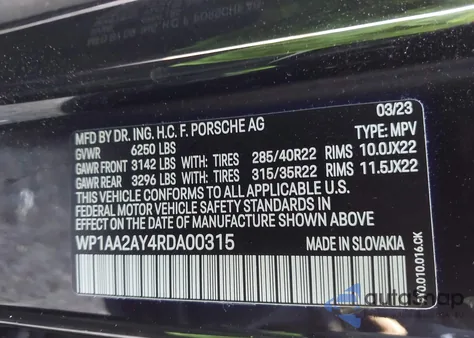 03/23
MFD BY DR. ING. H.C. F. PORSCHE AG
TYPE: MPV
GVWR 6250 LBS
GAWR FRONT 3142 LBS WITH: TIRES 285/40R22 RIMS 10.0JX22
GAWR REAR 3296 LBS WITH: TIRES 315/35R22 RIMS 11.5JX22
THIS VEHICLE CONFORMS TO ALL APPLICABLE U.S.
FEDERAL MOTOR VEHICLE SAFETY STANDARDS IN
EFFECT ON THE DATE OF MANUFACTURE SHOWN ABOVE.
WP1AA2AY4RDA00315 MADE IN SLOVAKIA
autosnap